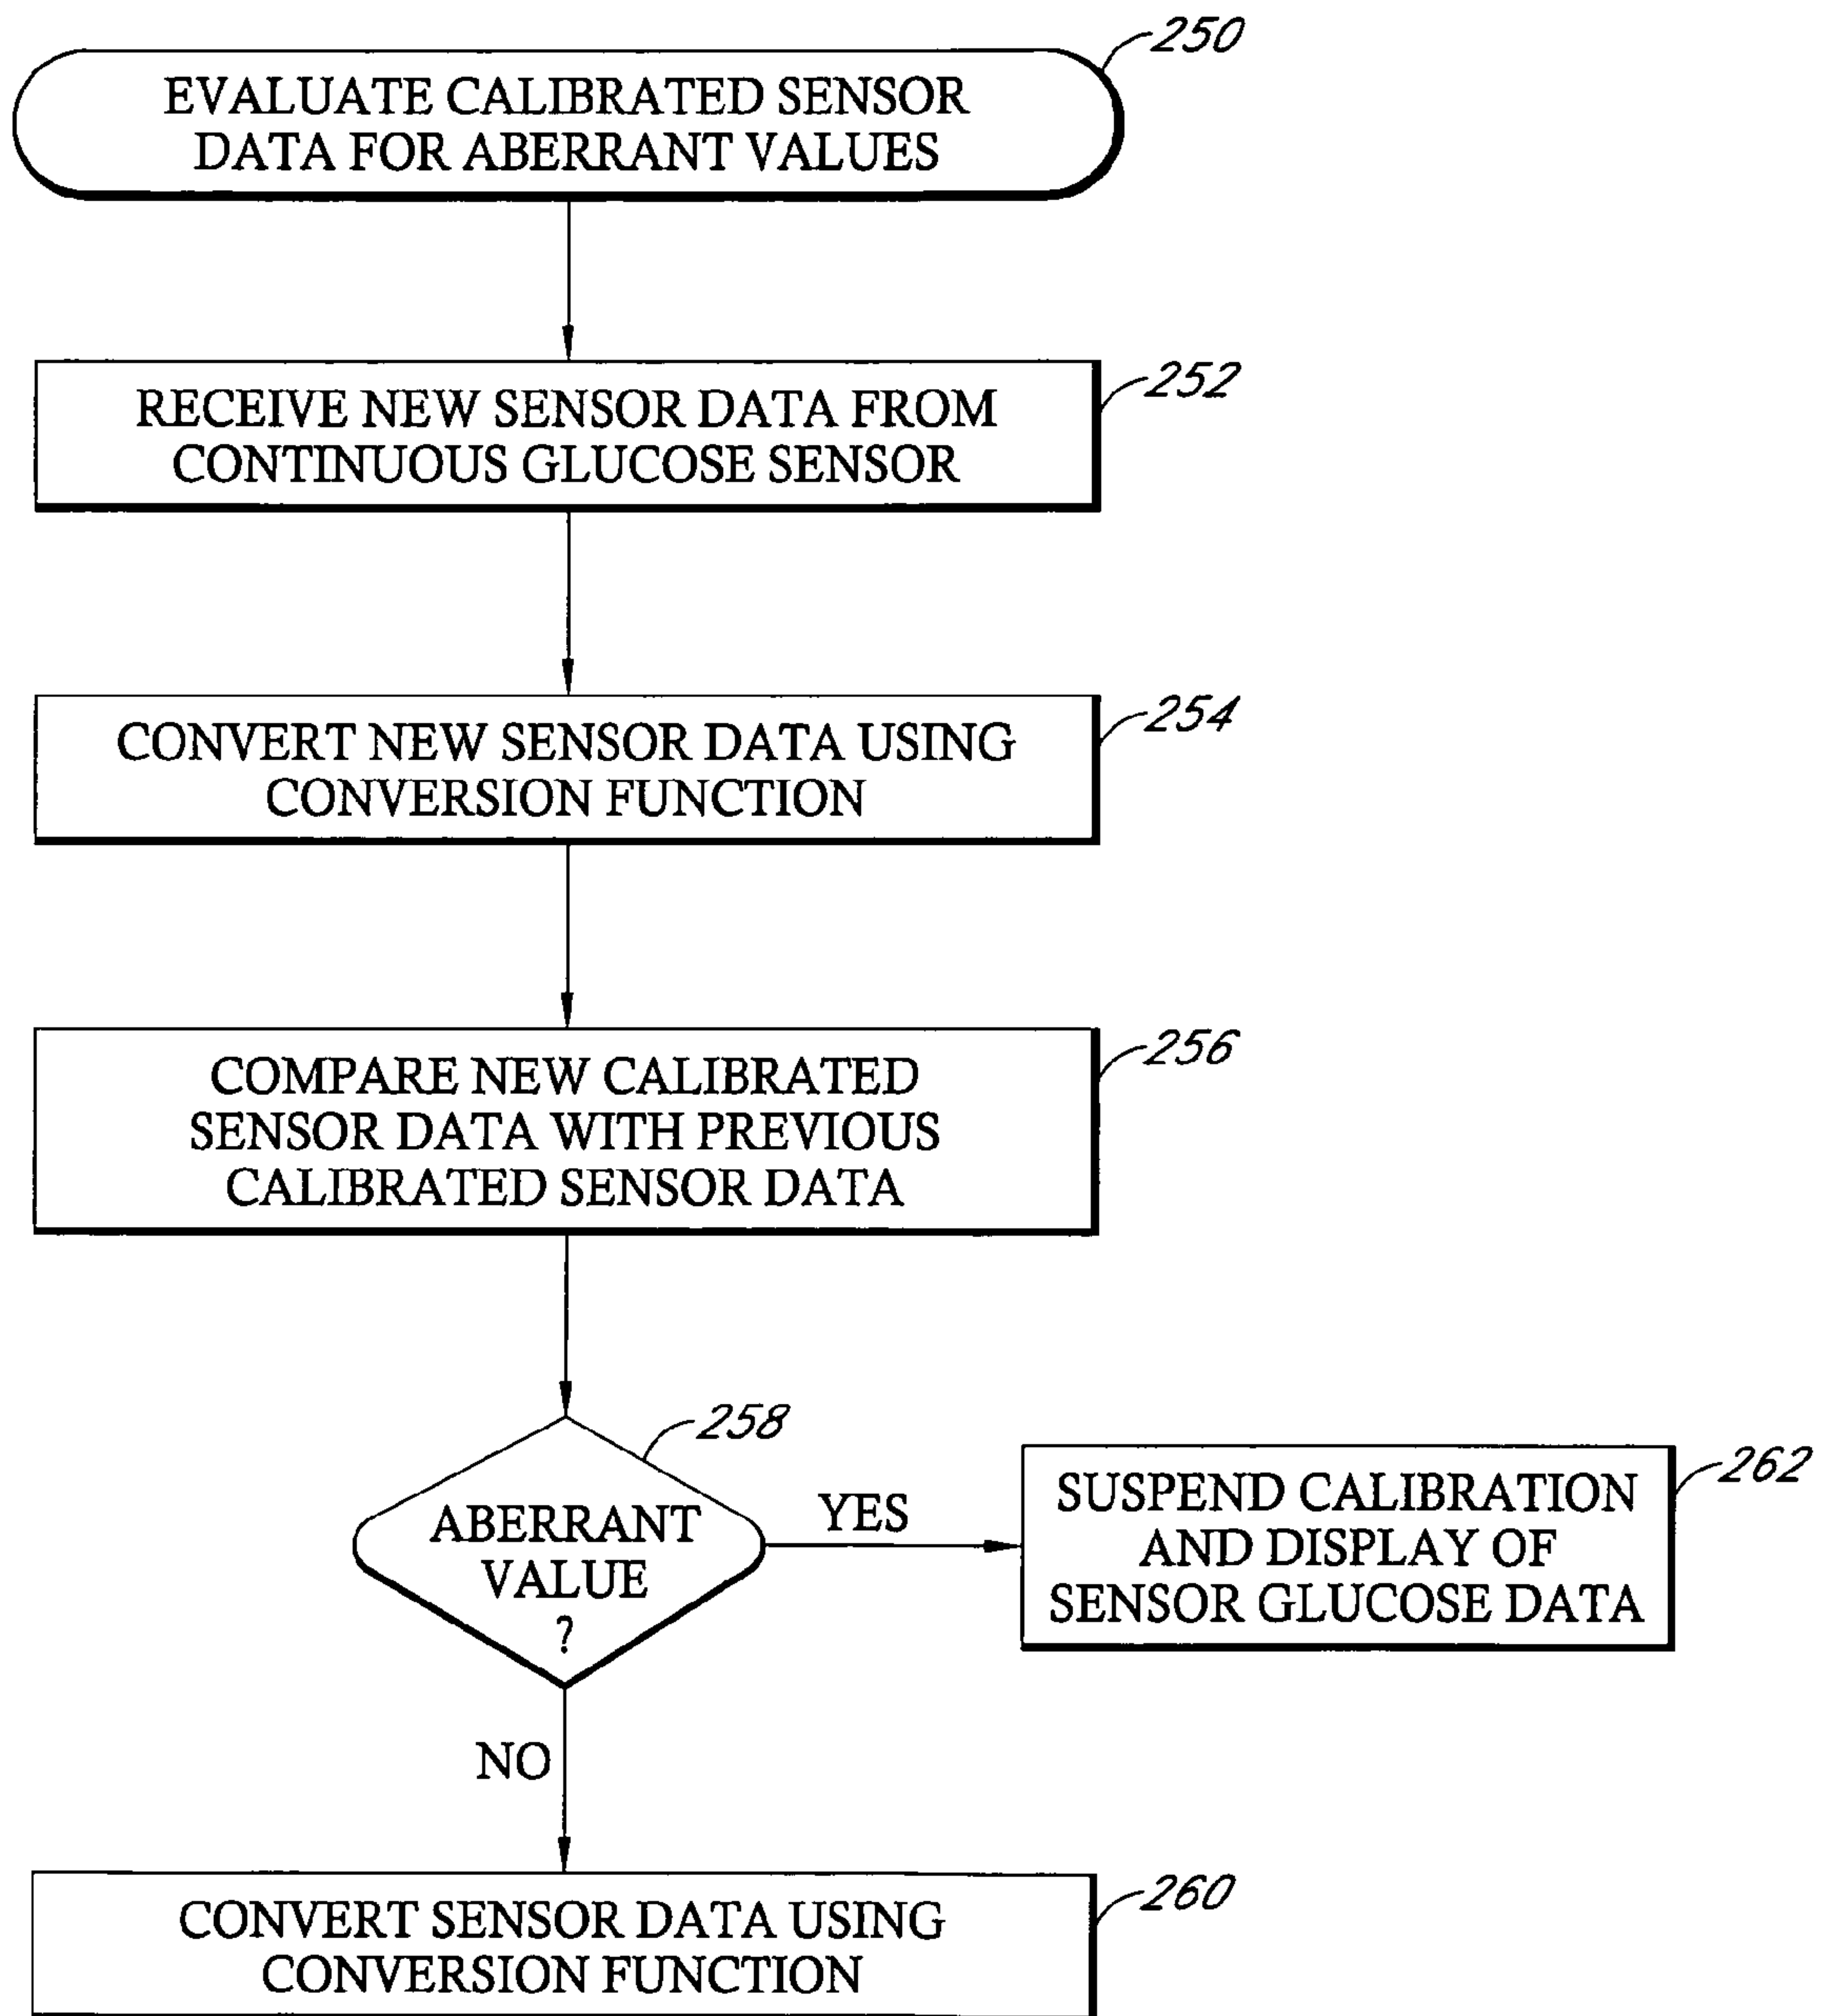 250
EVALUATE CALIBRATED SENSOR
DATA FOR ABERRANT VALUES
252
RECEIVE NEW SENSOR DATA FROM
CONTINUOUS GLUCOSE SENSOR
254
CONVERT NEW SENSOR DATA USING
CONVERSION FUNCTION
256
COMPARE NEW CALIBRATED
SENSOR DATA WITH PREVIOUS
CALIBRATED SENSOR DATA
258
ABERRANT
VALUE
?
YES
262
SUSPEND CALIBRATION
AND DISPLAY OF
SENSOR GLUCOSE DATA
NO
260
CONVERT SENSOR DATA USING
CONVERSION FUNCTION